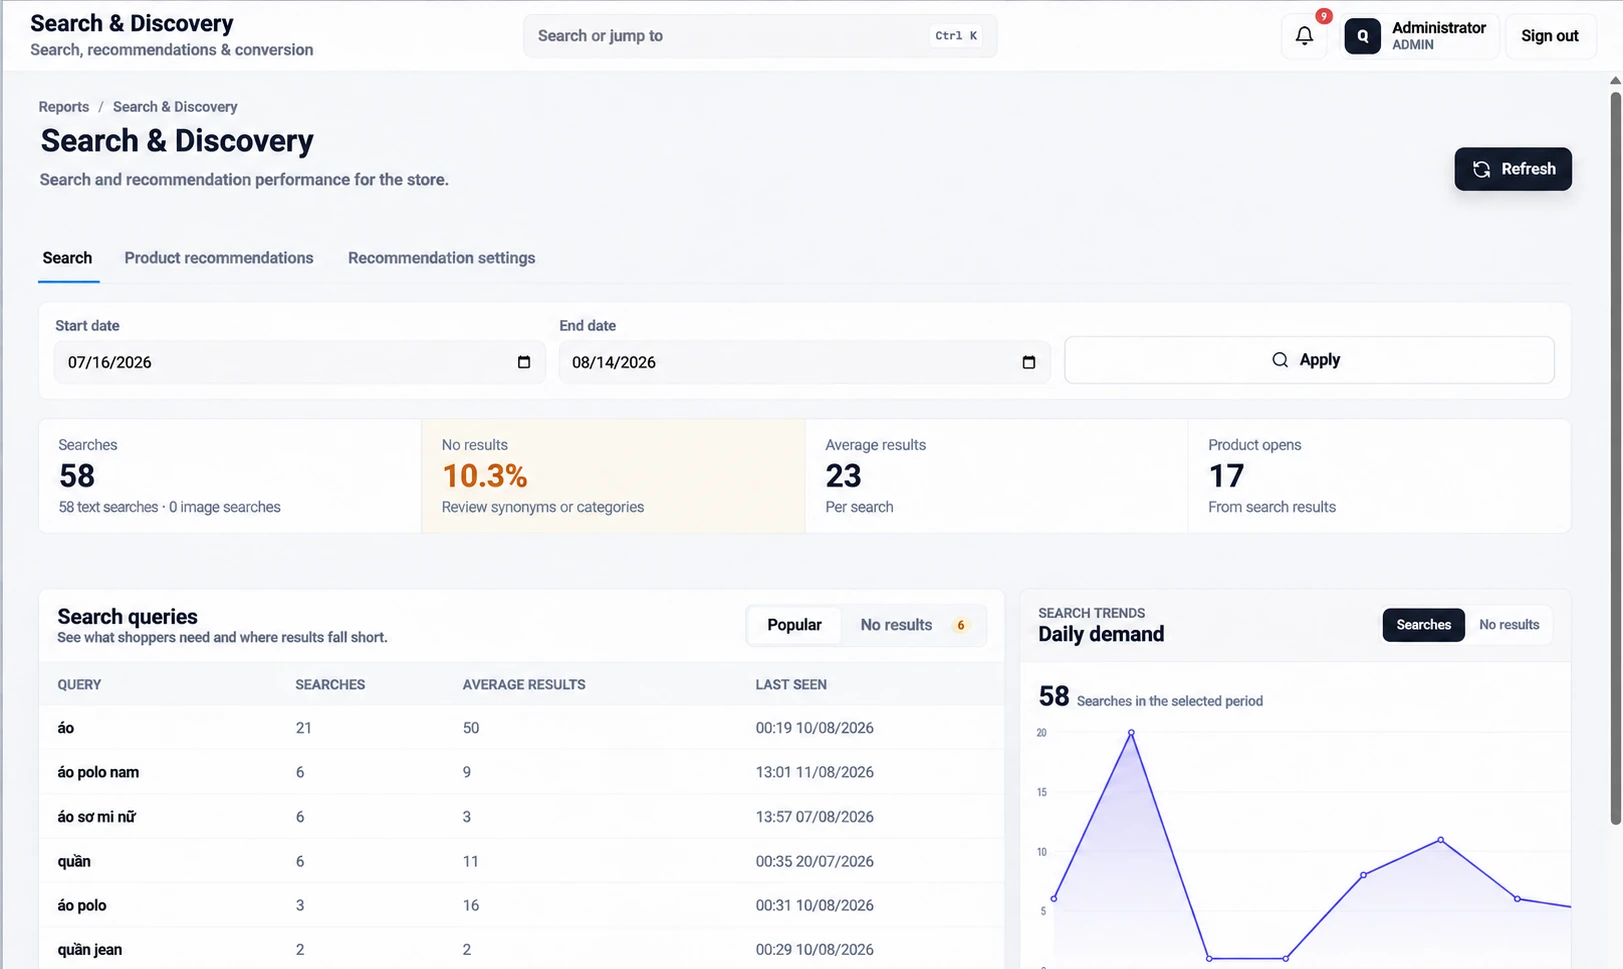 Search & Discovery
Search, recommendations & conversion
Search or jump to
Ctrl K
9
Q
Administrator
ADMIN
Sign out
Reports / Search & Discovery
Search & Discovery
Search and recommendation performance for the store.
Refresh
Search
Product recommendations
Recommendation settings
Start date
07/16/2026
End date
08/14/2026
Apply
Searches
58
58 text searches · 0 image searches
No results
10.3%
Review synonyms or categories
Average results
23
Per search
Product opens
17
From search results
Search queries
See what shoppers need and where results fall short.
Popular
No results 6
QUERY SEARCHES AVERAGE RESULTS LAST SEEN
áo 21 50 00:19 10/08/2026
áo polo nam 6 9 13:01 11/08/2026
áo sơ mi nữ 6 3 13:57 07/08/2026
quần 6 11 00:35 20/07/2026
áo polo 3 16 00:31 10/08/2026
quần jean 2 2 00:29 10/08/2026
SEARCH TRENDS
Daily demand
Searches
No results
58 Searches in the selected period
20
15
10
5